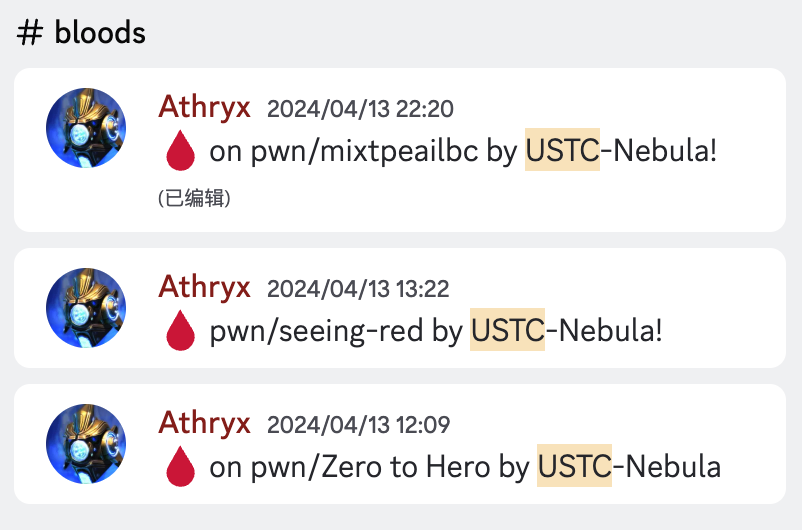 # bloods
Athryx 2024/04/13 22:20
🩸 on pwn/mixtpeailbc by USTC-Nebula!
(已编辑)
Athryx 2024/04/13 13:22
🩸 pwn/seeing-red by USTC-Nebula!
Athryx 2024/04/13 12:09
🩸 on pwn/Zero to Hero by USTC-Nebula